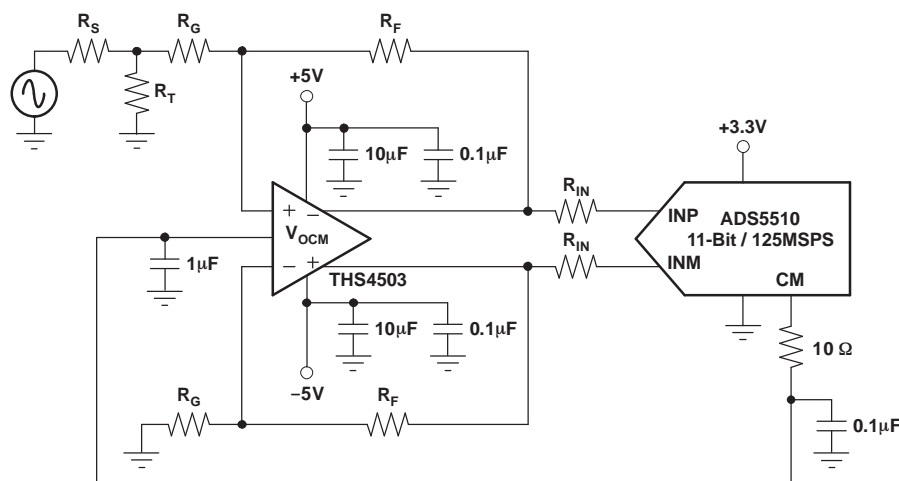 R_S
R_G
R_F
R_T
+5V
10μF
0.1μF
+3.3V
R_IN
+ −
V_OCM
− +
1μF
THS4503
R_IN
INP
ADS5510
11-Bit / 125MSPS
INM
CM
10μF
0.1μF
−5V
10 Ω
R_G
R_F
0.1μF